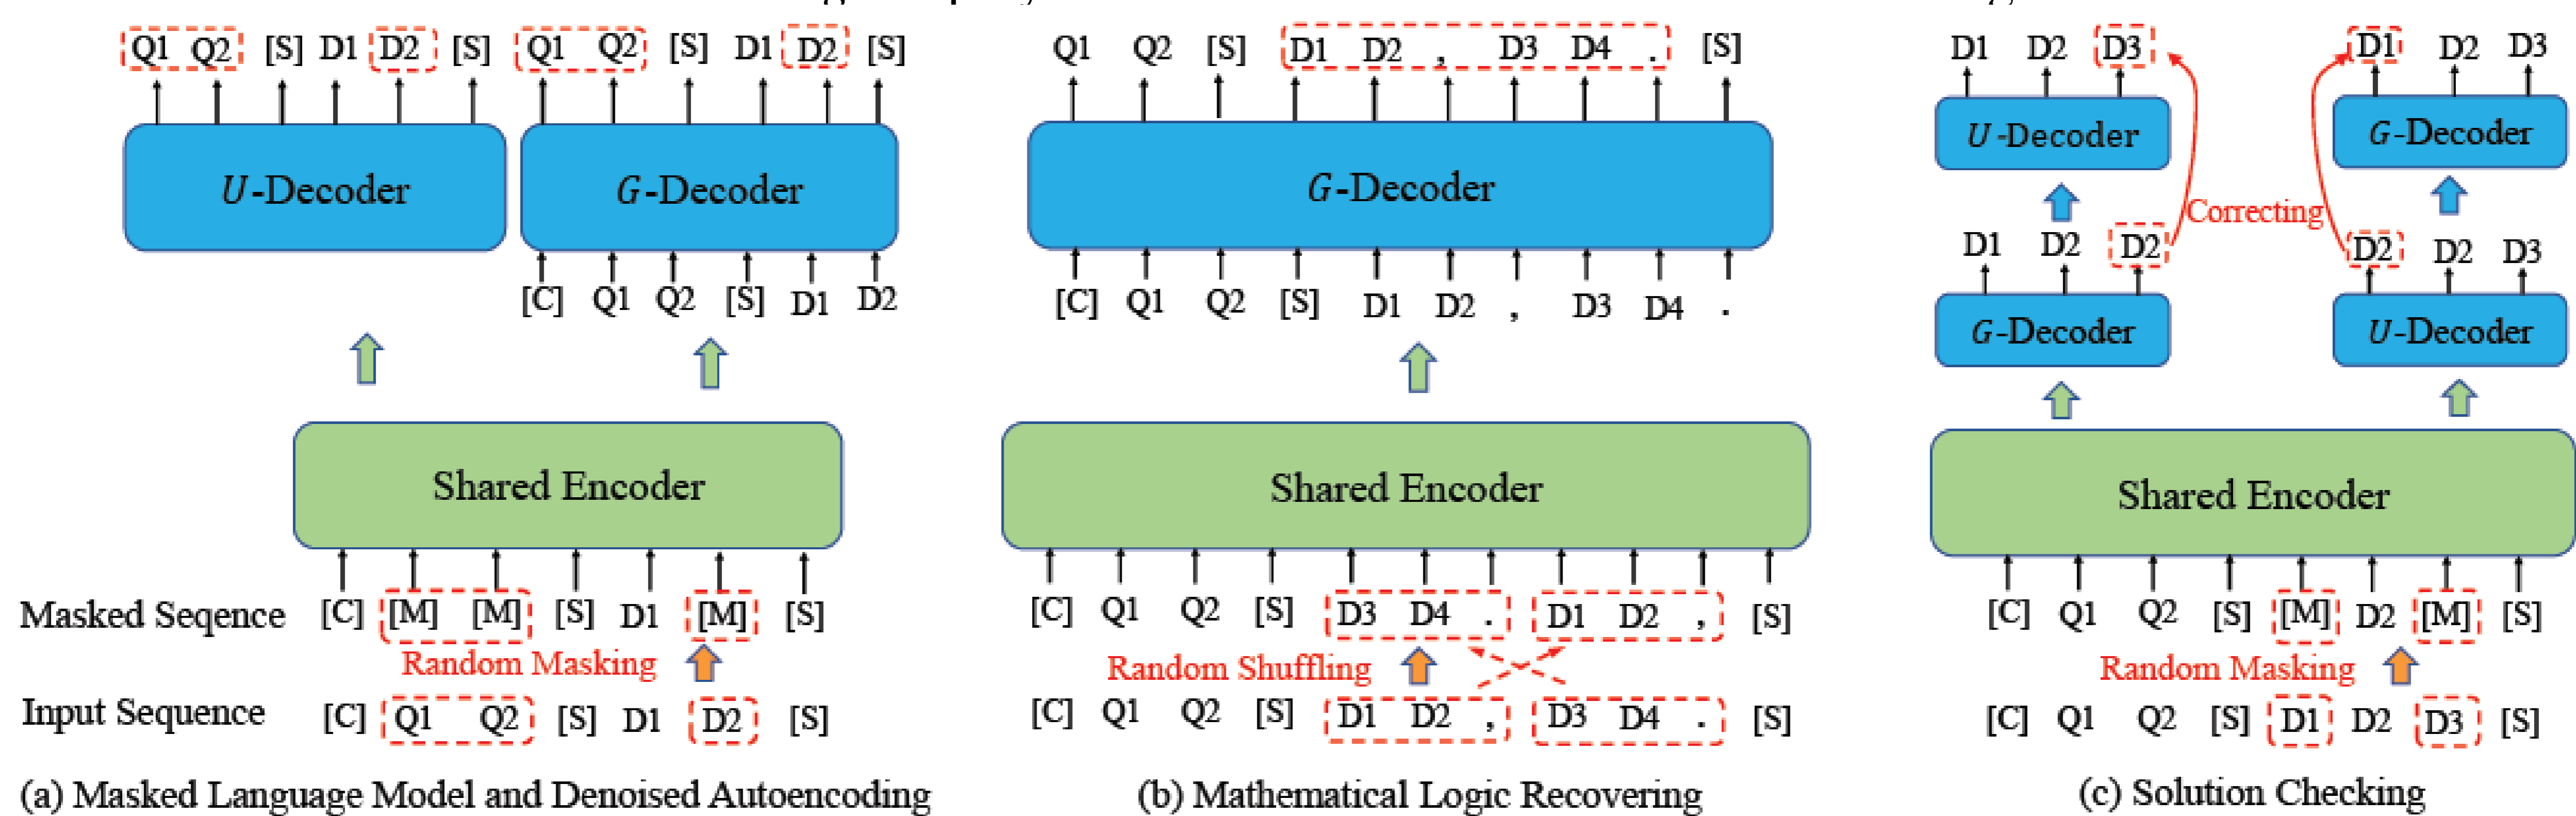 Q1 Q2 [S] D1 D2 [S] Q1 Q2 [S] D1 D2 [S]
U-Decoder G-Decoder
[C] Q1 Q2 [S] D1 D2
Shared Encoder
Masked Seqence [C] [M] [M] [S] D1 [M] [S]
Random Masking
Input Sequence [C] Q1 Q2 [S] D1 D2 [S]
(a) Masked Language Model and Denoised Autoencoding
Q1 Q2 [S] D1 D2 , D3 D4 . [S]
G-Decoder
[C] Q1 Q2 [S] D1 D2 , D3 D4 .
Shared Encoder
[C] Q1 Q2 [S] D3 D4 . D1 D2 , [S]
Random Shuffling
[C] Q1 Q2 [S] D1 D2 , D3 D4 . [S]
(b) Mathematical Logic Recovering
D1 D2 D3 D1 D2 D3
U-Decoder G-Decoder
Correcting
D1 D2 D2 D2 D2 D3
G-Decoder U-Decoder
Shared Encoder
[C] Q1 Q2 [S] [M] D2 [M] [S]
Random Masking
[C] Q1 Q2 [S] D1 D2 D3 [S]
(c) Solution Checking